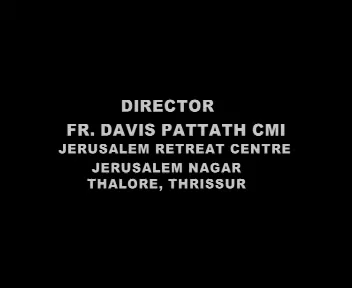 DIRECTOR
FR. DAVIS PATTATH CMI
JERUSALEM RETREAT CENTRE
JERUSALEM NAGAR
THALORE, THRISSUR